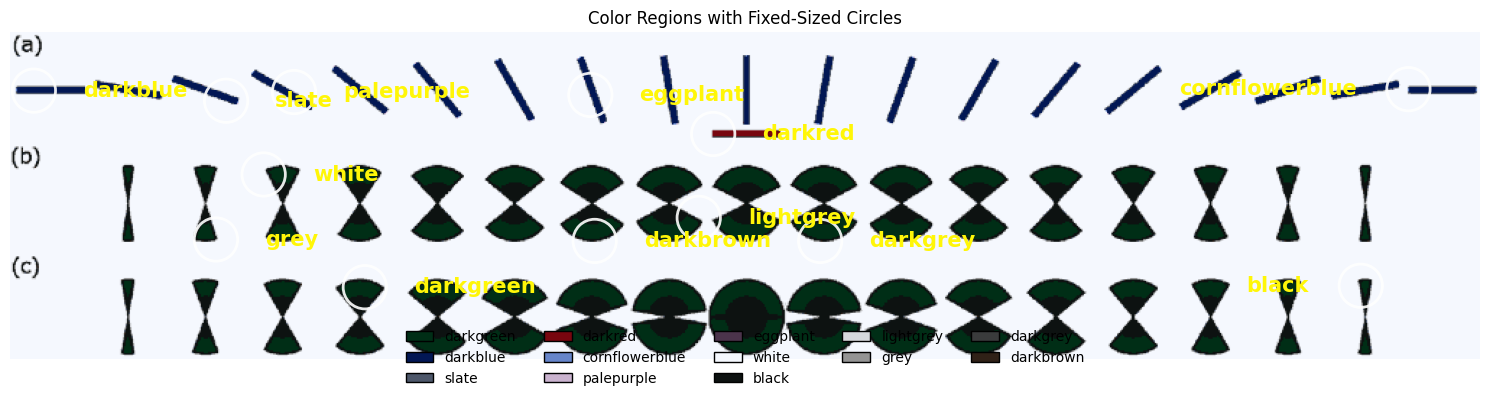 Color Regions with Fixed-Sized Circles
(a)
darkblue slate palepurple eggplant cornflowerblue
darkred
(b)
white
lightgrey
grey darkbrown darkgrey
(c)
darkgreen black
darkgreen darkred eggplant lightgrey darkgrey
darkblue cornflowerblue white grey darkbrown
slate palepurple black